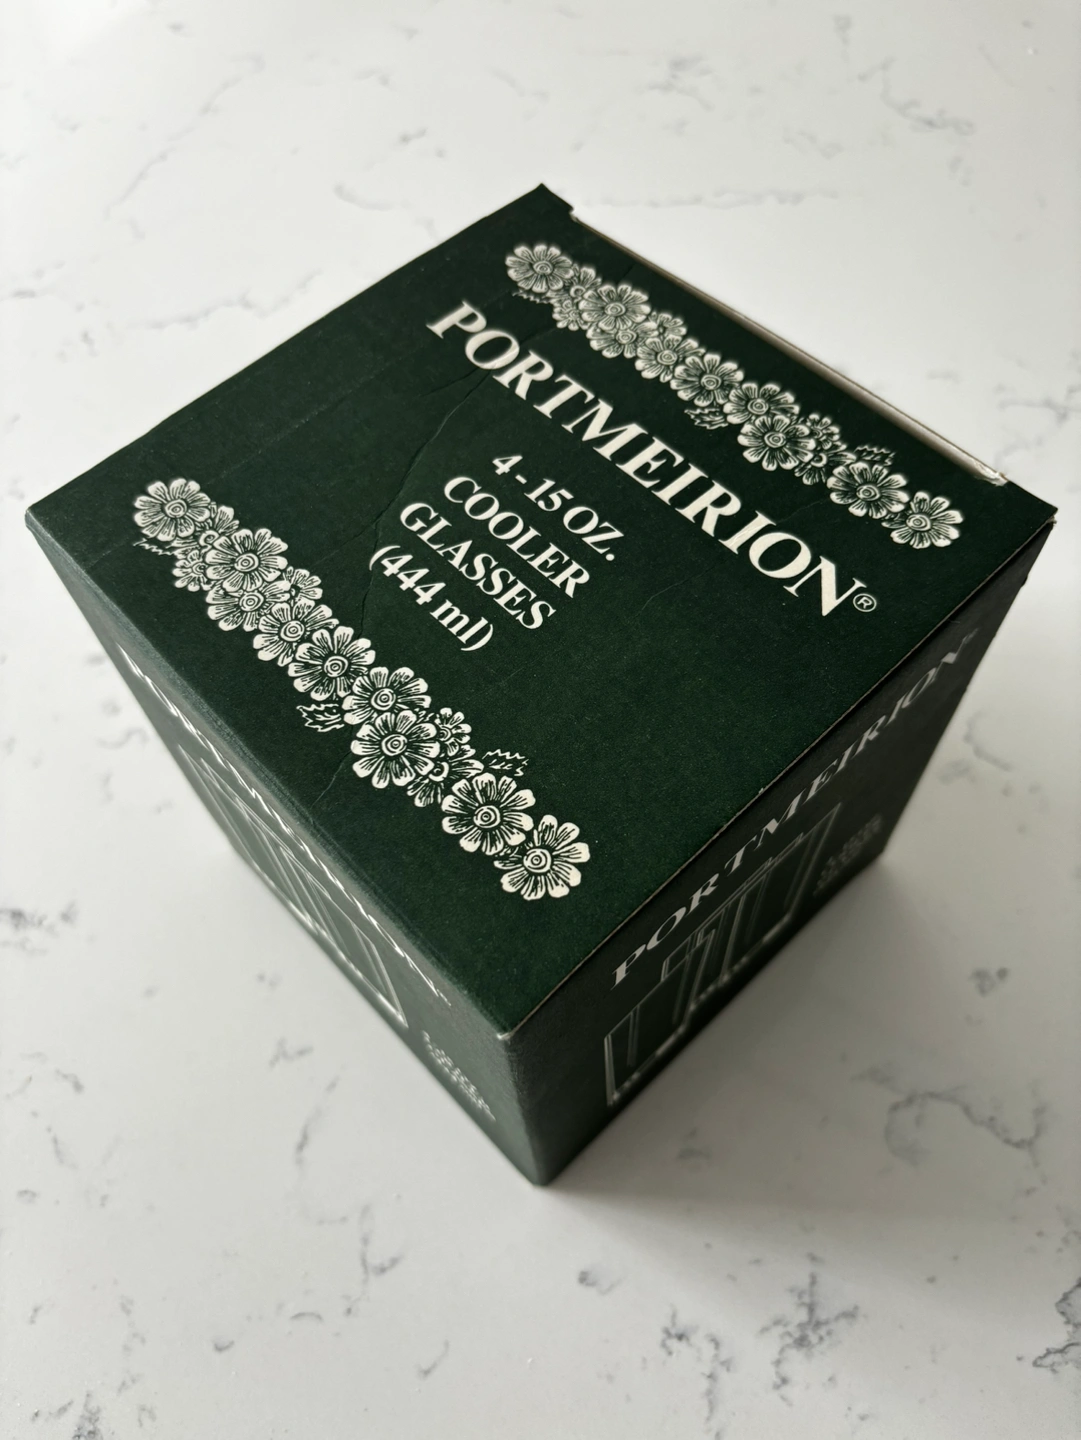 PORTMEIRION®
4 - 15 OZ.
COOLER
GLASSES
(444 ml)
PORTMEIRION
PORTMEIRION